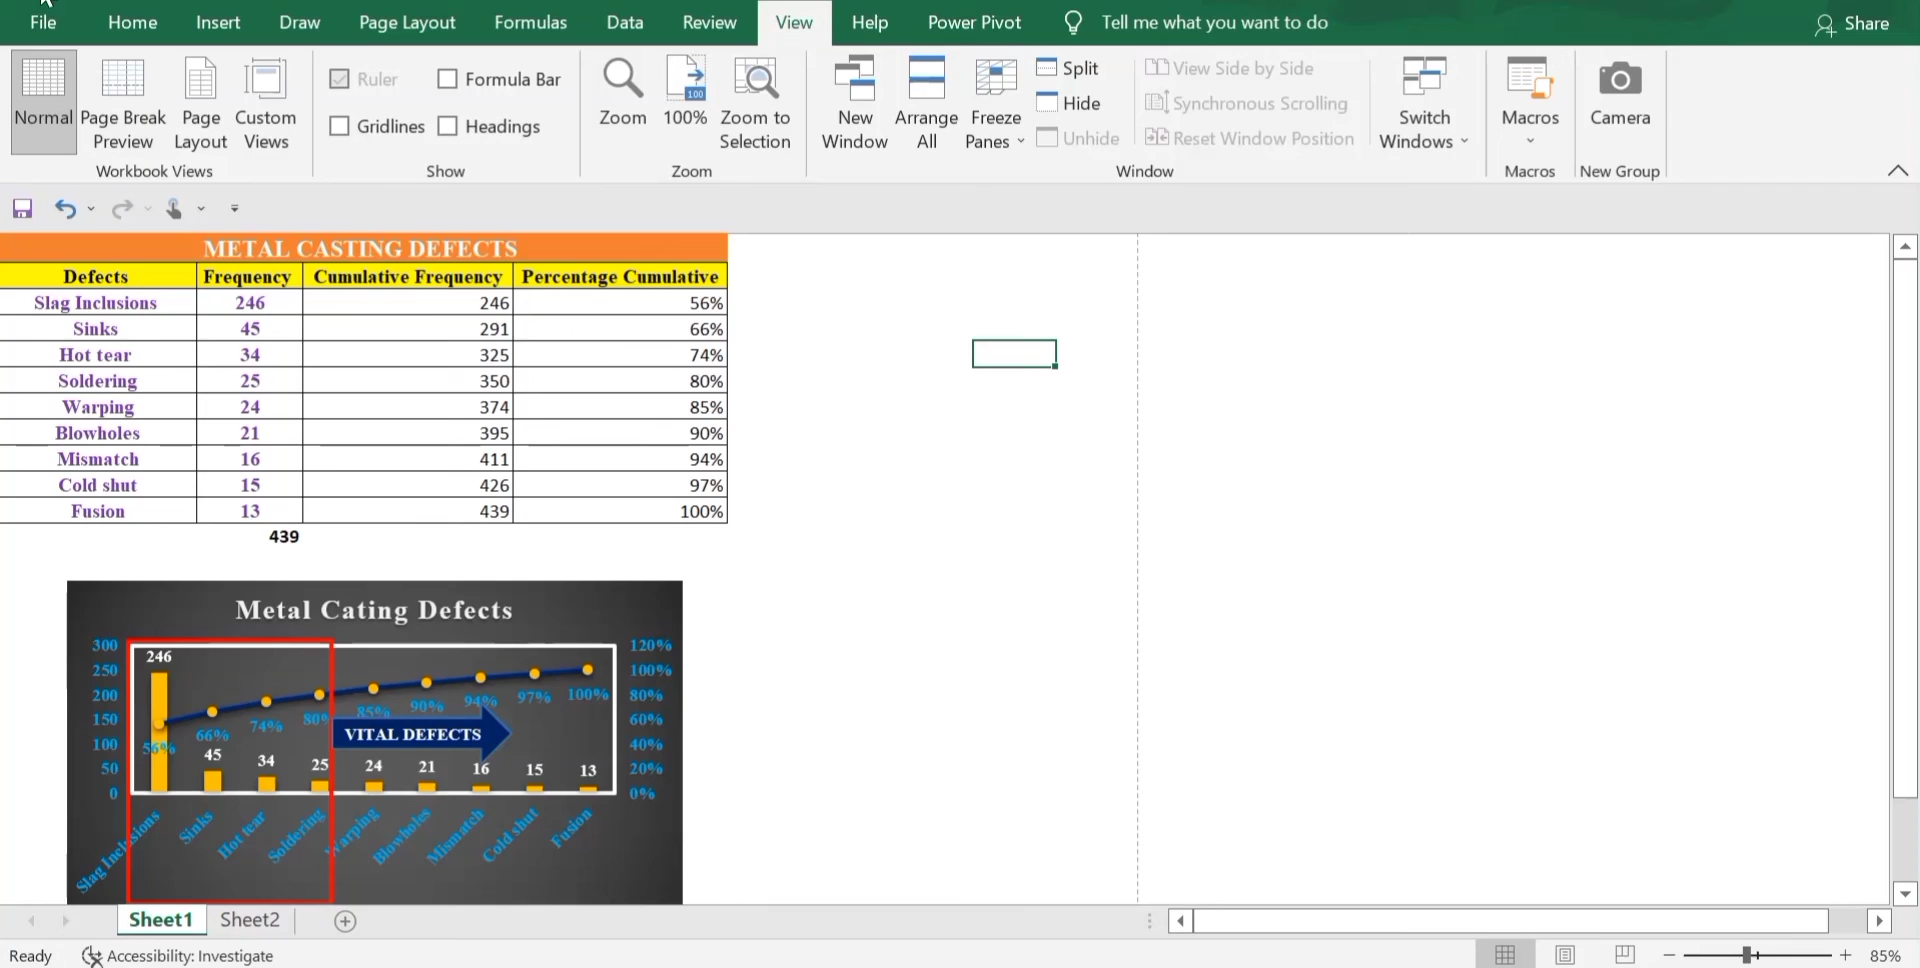 File Home Insert Draw Page Layout Formulas Data Review View Help Power Pivot Tell me what you want to do Share
Normal Page Break Preview Page Layout Custom Views
Workbook Views
Ruler Formula Bar
Gridlines Headings
Show
Zoom 100% Zoom to Selection
100
Zoom
New Window Arrange All Freeze Panes
Split
Hide
Unhide
View Side by Side
Synchronous Scrolling
Reset Window Position
Switch Windows
Window
Macros
Macros
Camera
New Group
METAL CASTING DEFECTS
Defects Frequency Cumulative Frequency Percentage Cumulative
Slag Inclusions 246 246 56%
Sinks 45 291 66%
Hot tear 34 325 74%
Soldering 25 350 80%
Warping 24 374 85%
Blowholes 21 395 90%
Mismatch 16 411 94%
Cold shut 15 426 97%
Fusion 13 439 100%
439
Metal Cating Defects
300 120%
250 100%
200 80%
150 60%
100 40%
50 20%
0 0%
246 45 34 25 24 21 16 15 13
56% 66% 74% 80% 85% 90% 94% 97% 100%
VITAL DEFECTS
Slag Inclusions Sinks Hot tear Soldering Warping Blowholes Mismatch Cold shut Fusion
Sheet1 Sheet2
Ready Accessibility: Investigate 85%